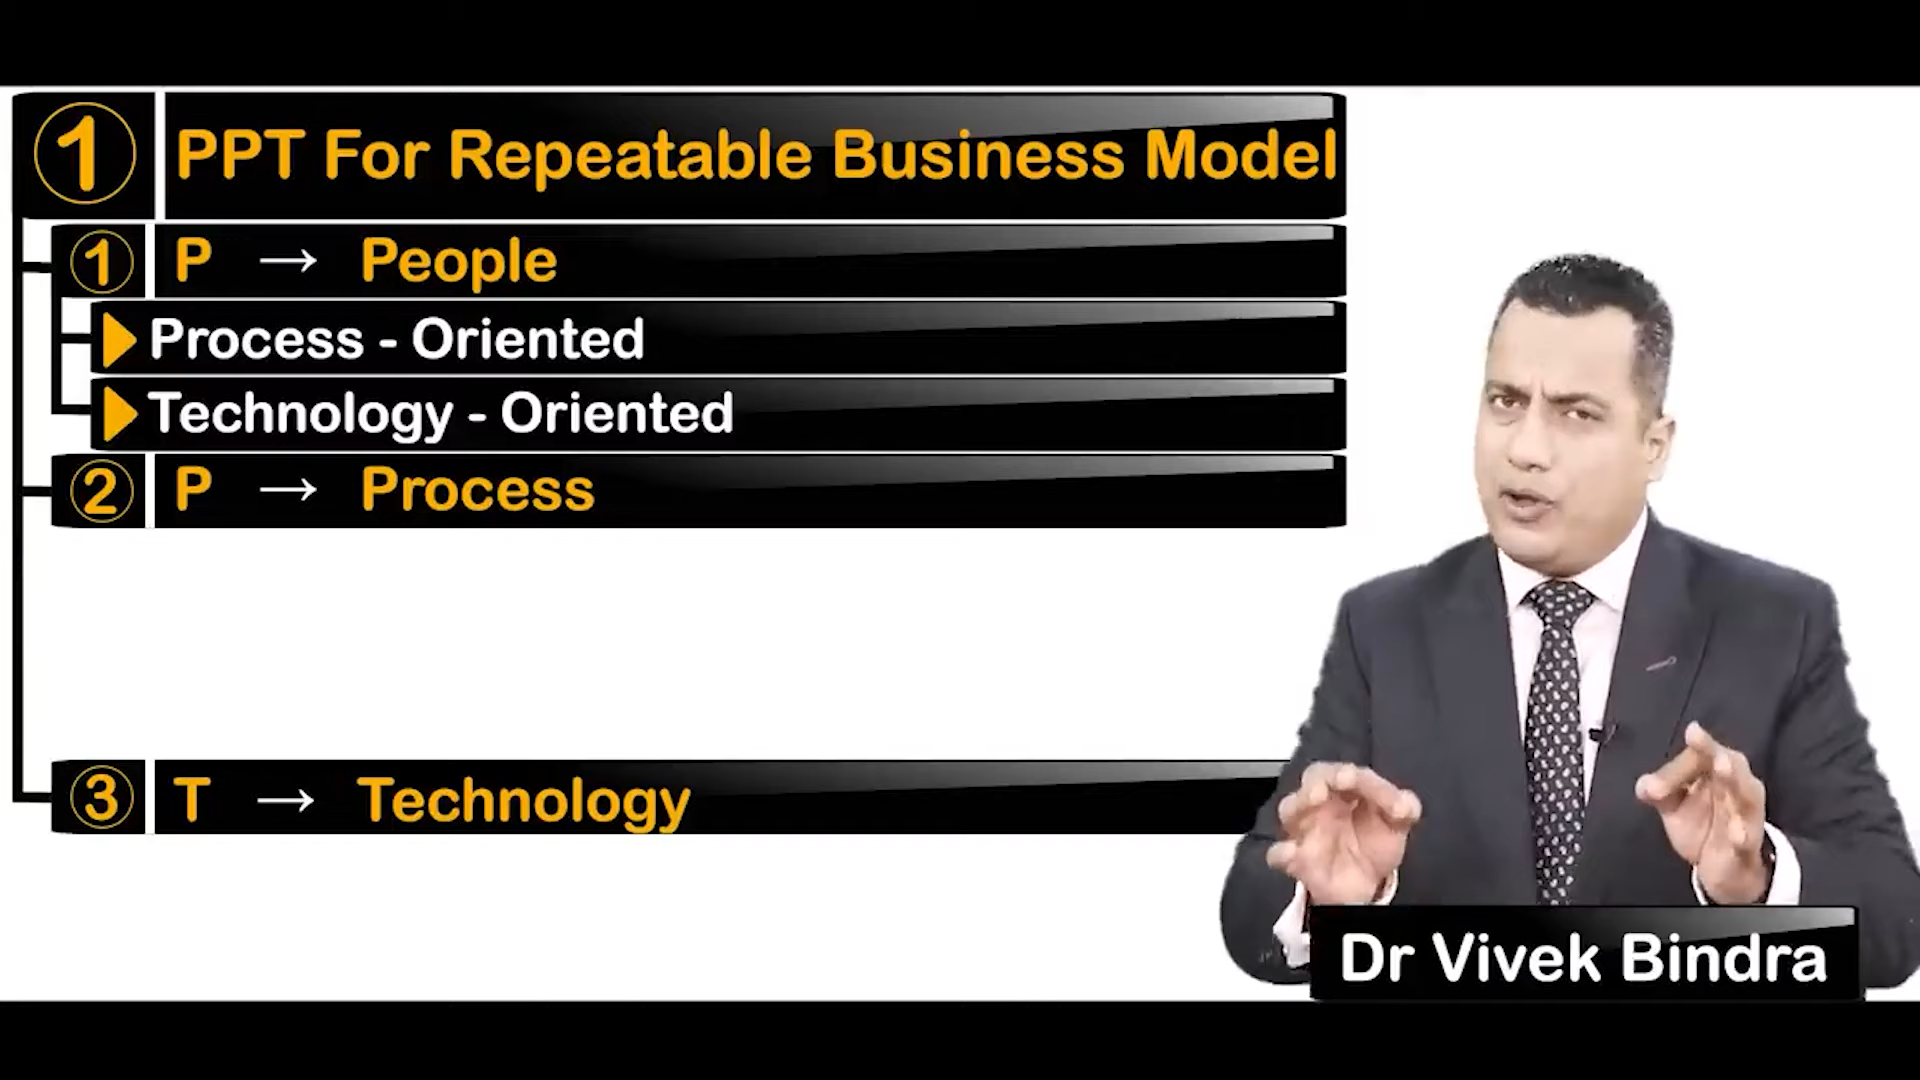 1 PPT For Repeatable Business Model
1 P → People
Process - Oriented
Technology - Oriented
2 P → Process
3 T → Technology
Dr Vivek Bindra